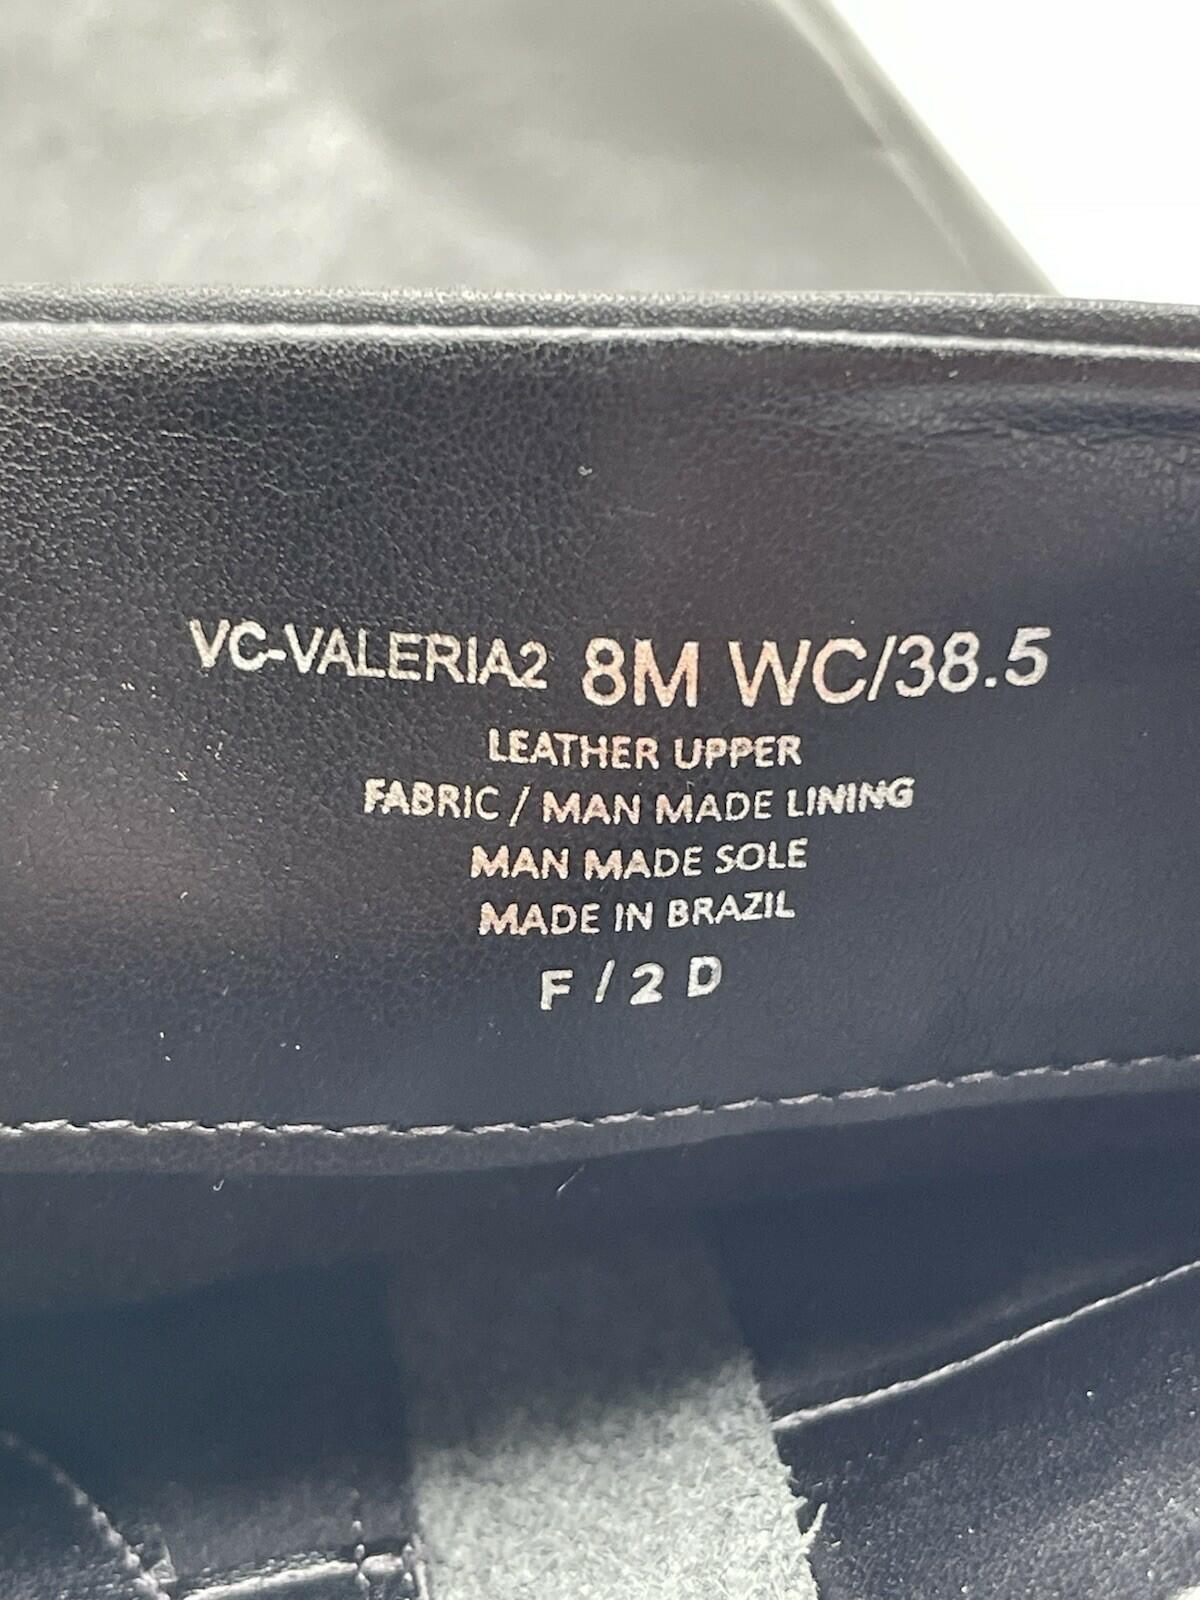 VC-VALERIA2 8M WC/38.5
LEATHER UPPER
FABRIC / MAN MADE LINING
MAN MADE SOLE
MADE IN BRAZIL
F / 2 D